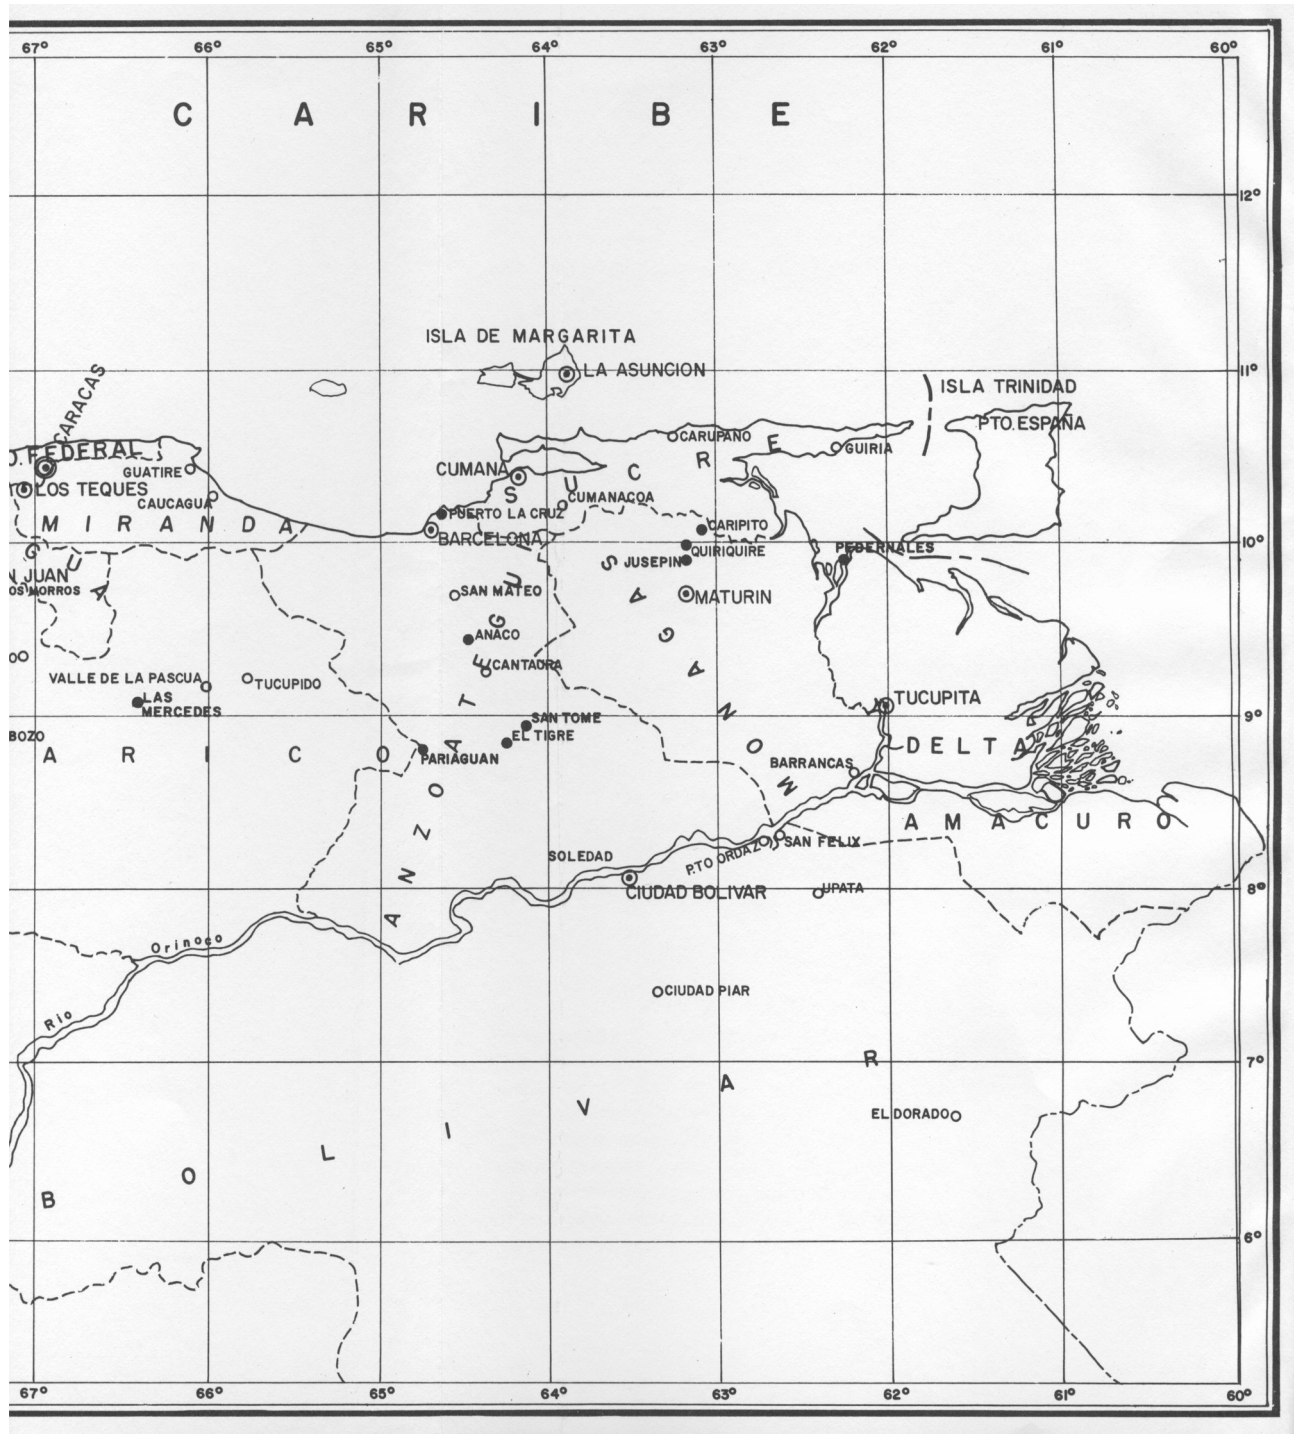 67° 66° 65° 64° 63° 62° 61° 60°
C A R I B E
12°
ISLA DE MARGARITA
LA ASUNCION
11°
CARACAS
ISLA TRINIDAD
PTO. ESPAÑA
CARUPANO
GUIRIA
S U C R E
FEDERAL
GUATIRE
CUMANA
LOS TEQUES
CAUCAGUA
CUMANACOA
PUERTO LA CRUZ
M I R A N D A
BARCELONA
CARIPITO
QUIRIQUIRE
10°
JUSEPIN
PEDERNALES
G U A
N JUAN
OS MORROS
SAN MATEO
MATURIN
ANACO
CANTAURA
VALLE DE LA PASCUA
TUCUPIDO
LAS
MERCEDES
TUCUPITA
SAN TOME
EL TIGRE
9°
BOZO
A R I C O
PARIAGUAN
M O N A G A S
BARRANCAS
DELTA
AMACURO
A N Z O A T E G U I
SOLEDAD
P.TO ORDAZ
SAN FELIX
CIUDAD BOLIVAR
UPATA
8°
Rio Orinoco
CIUDAD PIAR
7°
EL DORADO
B O L I V A R
6°
67° 66° 65° 64° 63° 62° 61° 60°